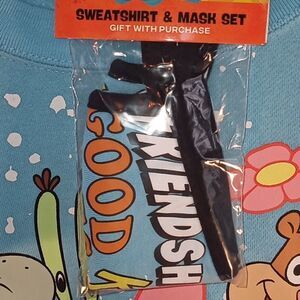 SWEATSHIRT & MASK SET
GIFT WITH PURCHASE
GOOD
FRIENDSH